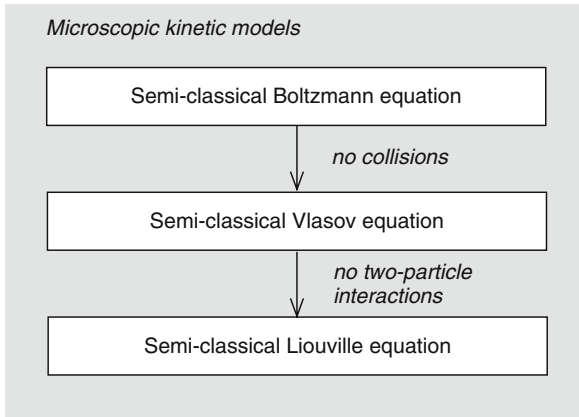 Microscopic kinetic models
Semi-classical Boltzmann equation
no collisions
Semi-classical Vlasov equation
no two-particle
interactions
Semi-classical Liouville equation